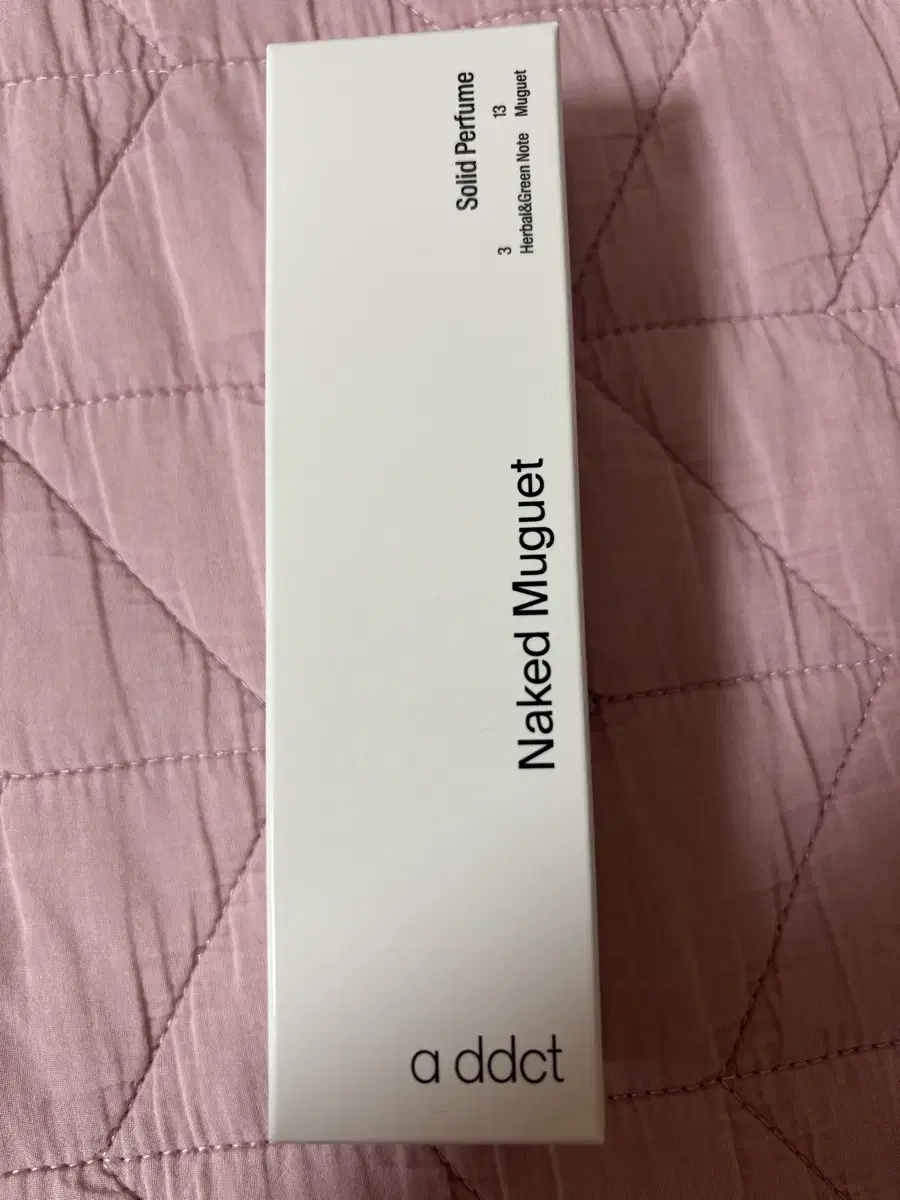 Solid Perfume
3 13
Herbal&Green Note Muguet
Naked Muguet
a ddct